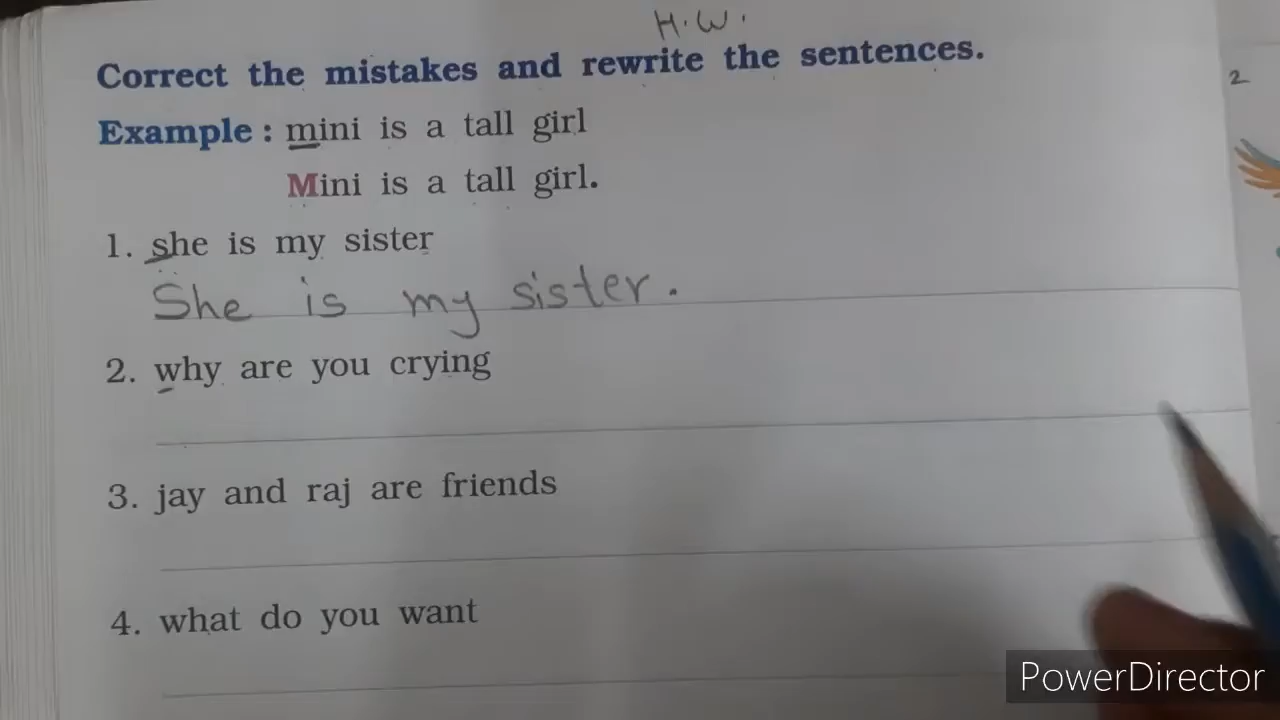 H.W.
Correct the mistakes and rewrite the sentences.
2
Example : mini is a tall girl
Mini is a tall girl.
1. she is my sister
She is my sister.
2. why are you crying
3. jay and raj are friends
4. what do you want
PowerDirector